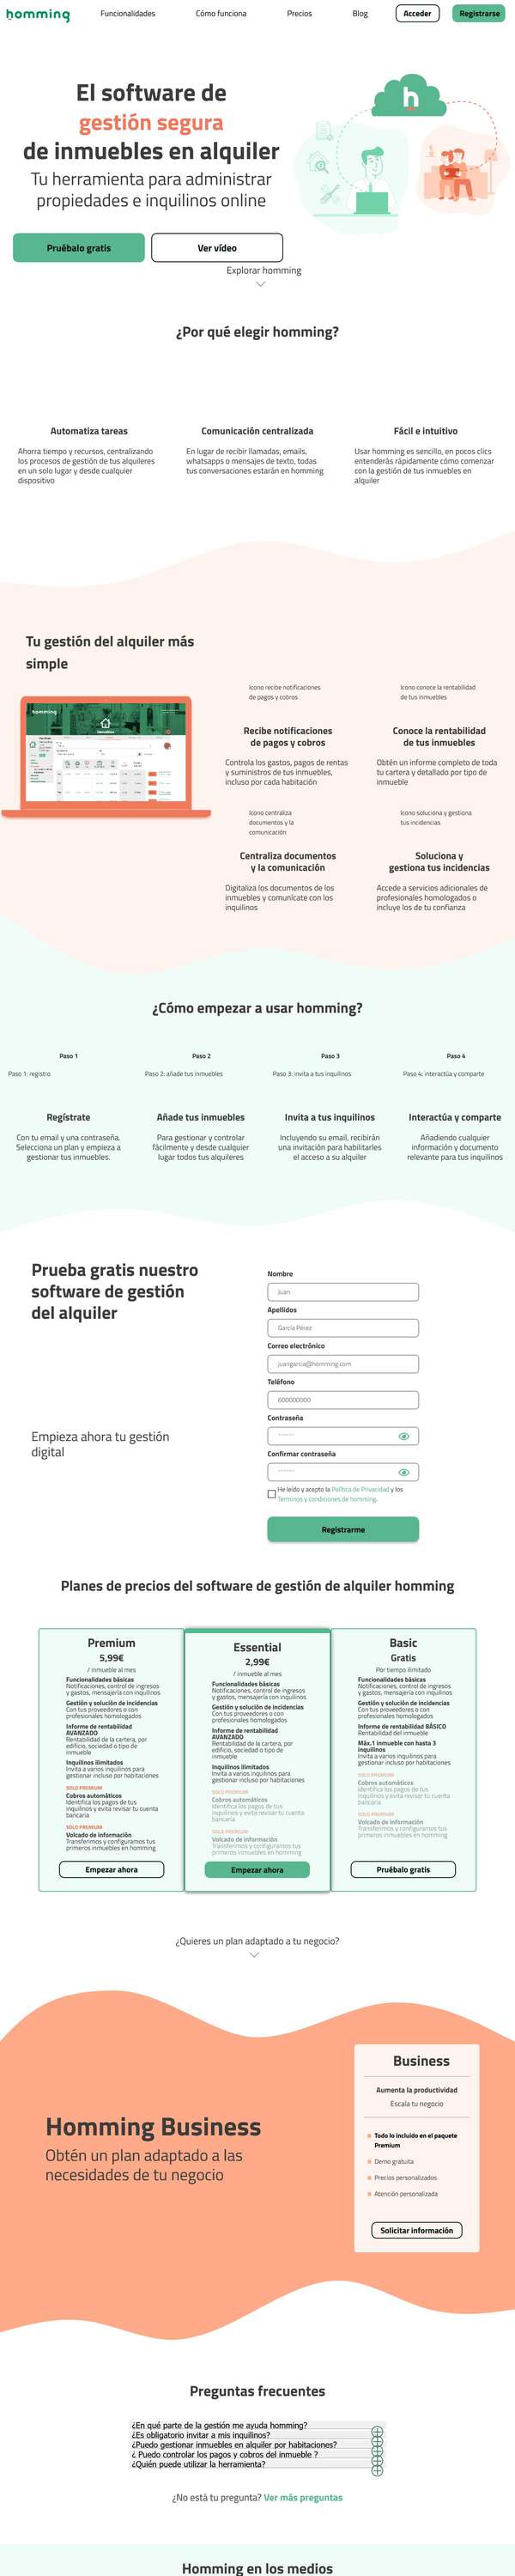 homming
Funcionalidades
Cómo funciona
Precios
Blog
Acceder
Registrarse
El software de
gestión segura
de inmuebles en alquiler
Tu herramienta para administrar
propiedades e inquilinos online
Pruébalo gratis
Ver vídeo
Explorar homming
¿Por qué elegir homming?
Automatiza tareas
Ahorra tiempo y recursos, centralizando
los procesos de gestión de tus alquileres
en un solo lugar y desde cualquier
dispositivo
Comunicación centralizada
En lugar de recibir llamadas, emails,
whatsapps o mensajes de texto, todas
tus conversaciones estarán en homming
Fácil e intuitivo
Usar homming es sencillo, en pocos clics
entenderás rápidamente cómo comenzar
con la gestión de tus inmuebles en
alquiler
Tu gestión del alquiler más
simple
homming
Icono recibe notificaciones
de pagos y cobros
Recibe notificaciones
de pagos y cobros
Controla los gastos, pagos de rentas
y suministros de tus inmuebles,
incluso por cada habitación
Icono conoce la rentabilidad
de tus inmuebles
Conoce la rentabilidad
de tus inmuebles
Obtén un informe completo de toda
tu cartera y detallado por tipo de
inmueble
Icono centraliza
documentos y la
comunicación
Centraliza documentos
y la comunicación
Digitaliza los documentos de los
inmuebles y comunícate con los
inquilinos
Icono soluciona y gestiona
tus incidencias
Soluciona y
gestiona tus incidencias
Accede a servicios adicionales de
profesionales homologados o
incluye los de tu confianza
¿Cómo empezar a usar homming?
Paso 1
Paso 1: registro
Regístrate
Con tu email y una contraseña.
Selecciona un plan y empieza a
gestionar tus inmuebles.
Paso 2
Paso 2: añade tus inmuebles
Añade tus inmuebles
Para gestionar y controlar
fácilmente y desde cualquier
lugar todos tus alquileres
Paso 3
Paso 3: invita a tus inquilinos
Invita a tus inquilinos
Incluyendo su email, recibirán
una invitación para habilitarles
el acceso a su alquiler
Paso 4
Paso 4: interactúa y comparte
Interactúa y comparte
Añadiendo cualquier
información y documento
relevante para tus inquilinos
Prueba gratis nuestro
software de gestión
del alquiler
Empieza ahora tu gestión
digital
Nombre
Juan
Apellidos
García Pérez
Correo electrónico
juangarcia@homming.com
Teléfono
600000000
Contraseña
Confirmar contraseña
He leído y acepto la Política de Privacidad y los
Términos y condiciones de homming.
Registrarme
Planes de precios del software de gestión de alquiler homming
Premium
5,99€
/ inmueble al mes
Funcionalidades básicas
Notificaciones, control de ingresos
y gastos, mensajería con inquilinos
Gestión y solución de incidencias
Con tus proveedores o con
profesionales homologados
Informe de rentabilidad
AVANZADO
Rentabilidad de la cartera, por
edificio, sociedad o tipo de
inmueble
Inquilinos ilimitados
Invita a varios inquilinos para
gestionar incluso por habitaciones
SOLO PREMIUM
Cobros automáticos
Identifica los pagos de tus
inquilinos y evita revisar tu cuenta
bancaria
SOLO PREMIUM
Volcado de información
Transferimos y configuramos tus
primeros inmuebles en homming
Empezar ahora
Essential
2,99€
/ inmueble al mes
Funcionalidades básicas
Notificaciones, control de ingresos
y gastos, mensajería con inquilinos
Gestión y solución de incidencias
Con tus proveedores o con
profesionales homologados
Informe de rentabilidad
AVANZADO
Rentabilidad de la cartera, por
edificio, sociedad o tipo de
inmueble
Inquilinos ilimitados
Invita a varios inquilinos para
gestionar incluso por habitaciones
SOLO PREMIUM
Cobros automáticos
Identifica los pagos de tus
inquilinos y evita revisar tu cuenta
bancaria
SOLO PREMIUM
Volcado de información
Transferimos y configuramos tus
primeros inmuebles en homming
Empezar ahora
Basic
Gratis
Por tiempo ilimitado
Funcionalidades básicas
Notificaciones, control de ingresos
y gastos, mensajería con inquilinos
Gestión y solución de incidencias
Con tus proveedores o con
profesionales homologados
Informe de rentabilidad BÁSICO
Rentabilidad del inmueble
Máx.1 inmueble con hasta 3
inquilinos
Invita a varios inquilinos para
gestionar incluso por habitaciones
SOLO PREMIUM
Cobros automáticos
Identifica los pagos de tus
inquilinos y evita revisar tu cuenta
bancaria
SOLO PREMIUM
Volcado de información
Transferimos y configuramos tus
primeros inmuebles en homming
Pruébalo gratis
¿Quieres un plan adaptado a tu negocio?
Homming Business
Obtén un plan adaptado a las
necesidades de tu negocio
Business
Aumenta la productividad
Escala tu negocio
Todo lo incluido en el paquete
Premium
Demo gratuita
Precios personalizados
Atención personalizada
Solicitar información
Preguntas frecuentes
¿En qué parte de la gestión me ayuda homming?
¿Es obligatorio invitar a mis inquilinos?
¿Puedo gestionar inmuebles en alquiler por habitaciones?
¿ Puedo controlar los pagos y cobros del inmueble ?
¿Quién puede utilizar la herramienta?
¿No está tu pregunta? Ver más preguntas
Homming en los medios